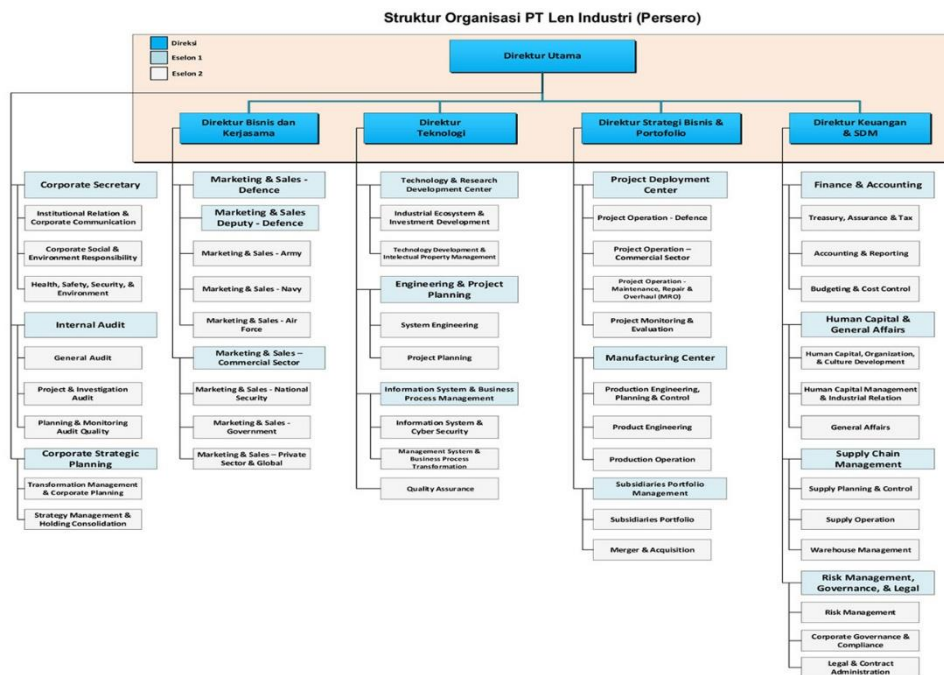 Struktur Organisasi PT Len Industri (Persero)
Direksi
Eselon 1
Eselon 2
Direktur Utama
Direktur Bisnis dan
Kerjasama
Direktur
Teknologi
Direktur Strategi Bisnis &
Portofolio
Direktur Keuangan
& SDM
Corporate Secretary
Institutional Relation &
Corporate Communication
Corporate Social &
Environment Responsibility
Health, Safety, Security, &
Environment
Internal Audit
General Audit
Project & Investigation
Audit
Planning & Monitoring
Audit Quality
Corporate Strategic
Planning
Transformation Management
& Corporate Planning
Strategy Management &
Holding Consolidation
Marketing & Sales -
Defence
Marketing & Sales
Deputy - Defence
Marketing & Sales - Army
Marketing & Sales - Navy
Marketing & Sales - Air
Force
Marketing & Sales –
Commercial Sector
Marketing & Sales - National
Security
Marketing & Sales -
Government
Marketing & Sales – Private
Sector & Global
Technology & Research
Development Center
Industrial Ecosystem &
Investment Development
Technology Development &
Intelectual Property Management
Engineering & Project
Planning
System Engineering
Project Planning
Information System & Business
Process Management
Information System &
Cyber Security
Management System &
Business Process
Transformation
Quality Assurance
Project Deployment
Center
Project Operation - Defence
Project Operation –
Commercial Sector
Project Operation -
Maintenance, Repair &
Overhaul (MRO)
Project Monitoring &
Evaluation
Manufacturing Center
Production Engineering,
Planning & Control
Product Engineering
Production Operation
Subsidiaries Portfolio
Management
Subsidiaries Portfolio
Merger & Acquisition
Finance & Accounting
Treasury, Assurance & Tax
Accounting & Reporting
Budgeting & Cost Control
Human Capital &
General Affairs
Human Capital, Organization,
& Culture Development
Human Capital Management
& Industrial Relation
General Affairs
Supply Chain
Management
Supply Planning & Control
Supply Operation
Warehouse Management
Risk Management,
Governance, & Legal
Risk Management
Corporate Governance &
Compliance
Legal & Contract
Administration